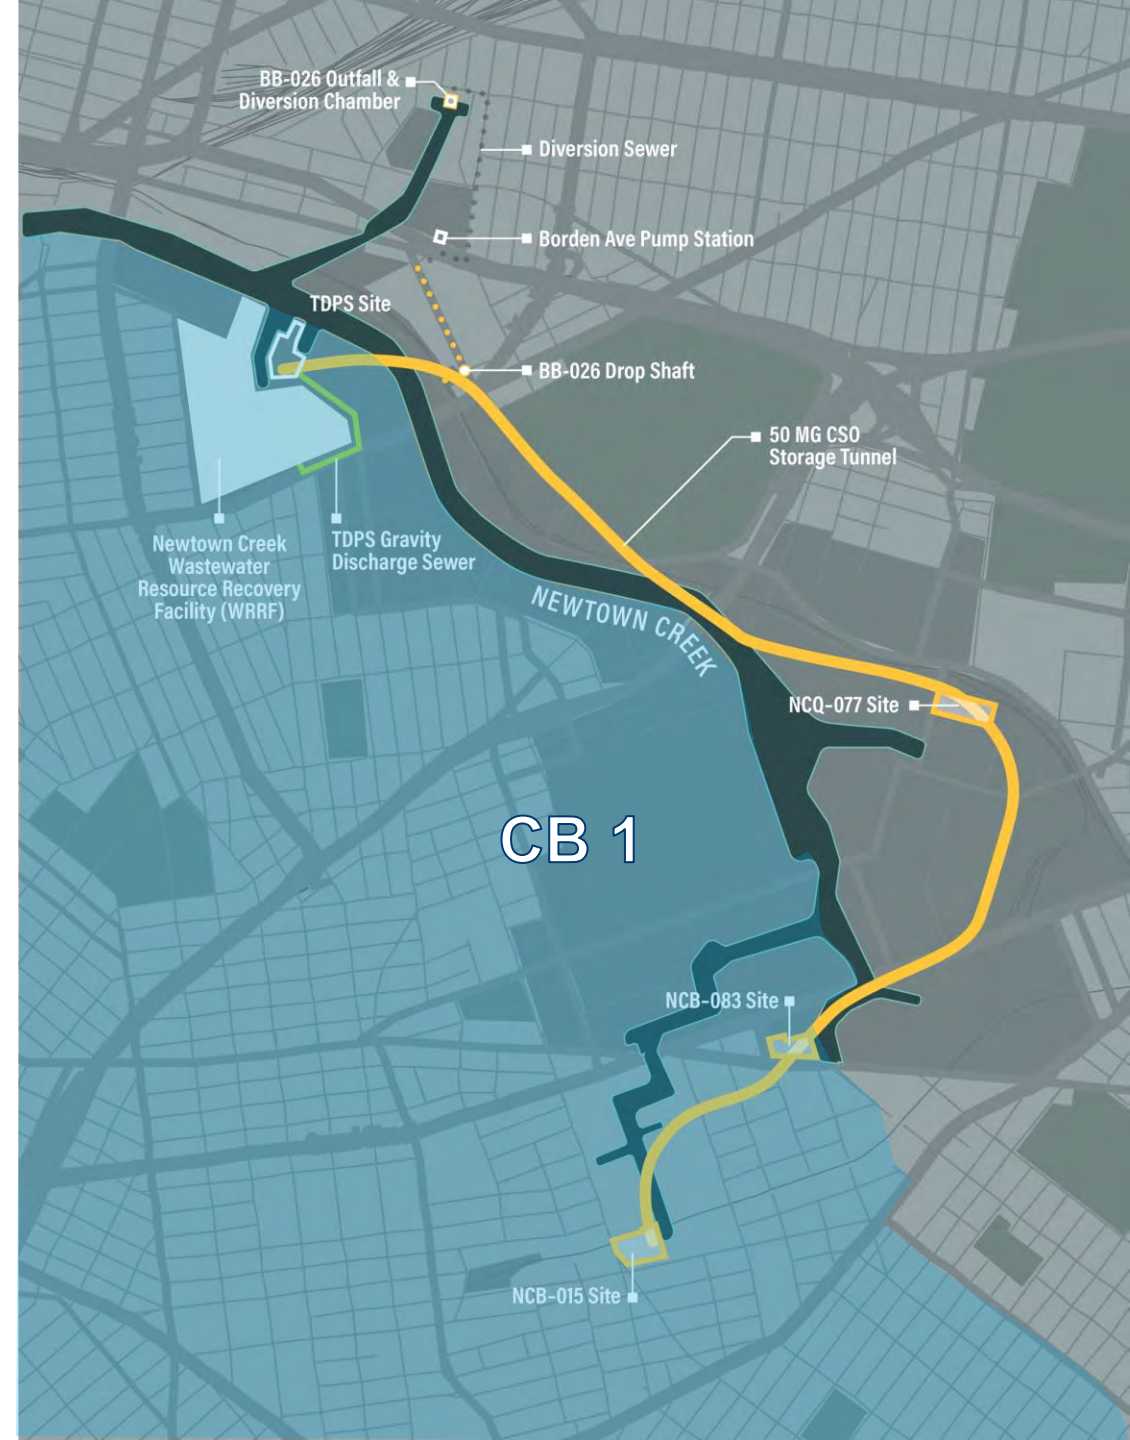 BB-026 Outfall &
Diversion Chamber
Diversion Sewer
Borden Ave Pump Station
TDPS Site
BB-026 Drop Shaft
50 MG CSO
Storage Tunnel
Newtown Creek
Wastewater
Resource Recovery
Facility (WRRF)
TDPS Gravity
Discharge Sewer
NEWTOWN CREEK
NCQ-077 Site
CB 1
NCB-083 Site
NCB-015 Site